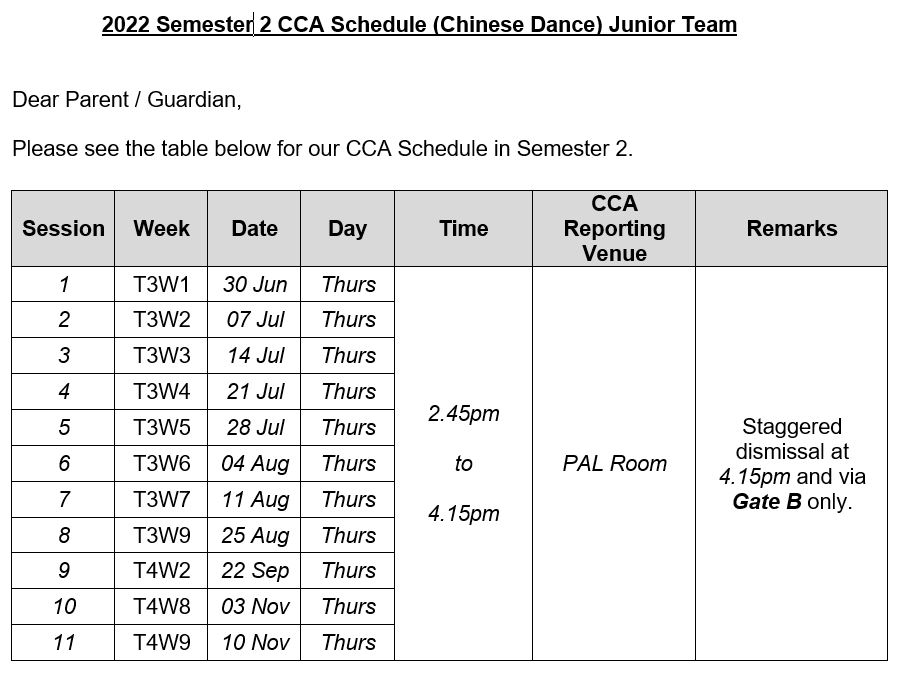 2022 Semester 2 CCA Schedule (Chinese Dance) Junior Team
Dear Parent / Guardian,
Please see the table below for our CCA Schedule in Semester 2.
Session Week Date Day Time CCA Reporting Venue Remarks
1 T3W1 30 Jun Thurs
2 T3W2 07 Jul Thurs
3 T3W3 14 Jul Thurs
4 T3W4 21 Jul Thurs
5 T3W5 28 Jul Thurs
6 T3W6 04 Aug Thurs
7 T3W7 11 Aug Thurs
8 T3W9 25 Aug Thurs
9 T4W2 22 Sep Thurs
10 T4W8 03 Nov Thurs
11 T4W9 10 Nov Thurs
2.45pm
to
4.15pm
PAL Room
Staggered
dismissal at
4.15pm and via
Gate B only.